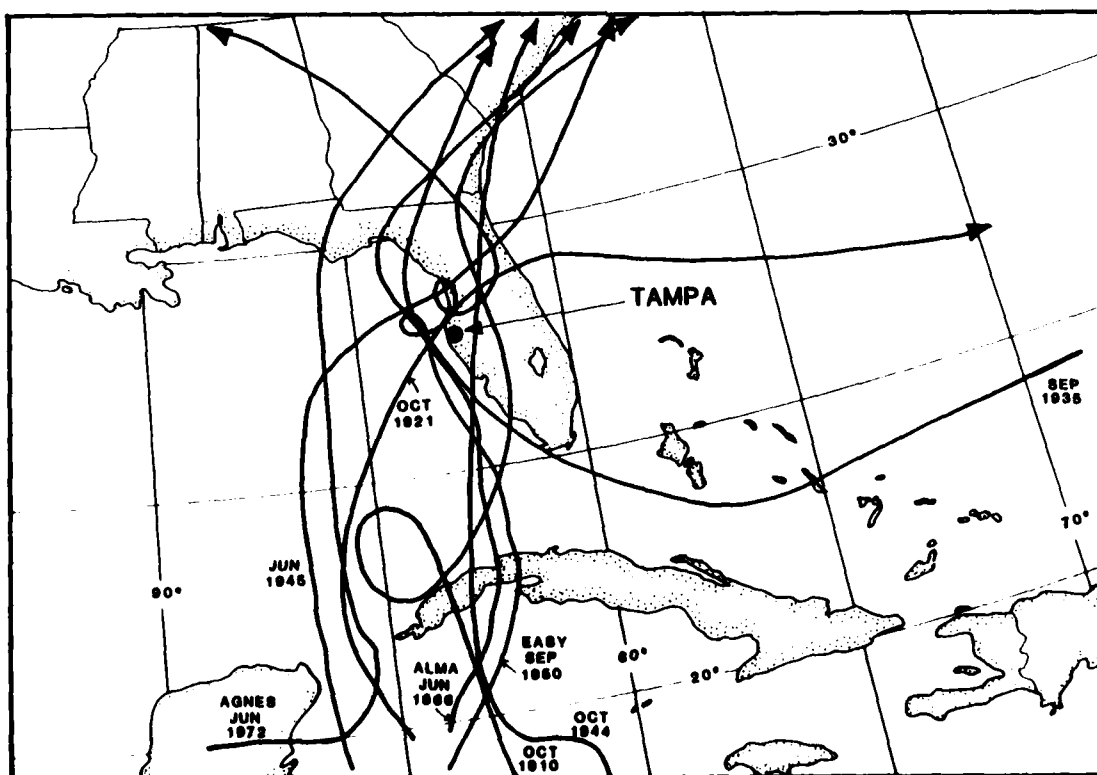 30°
TAMPA
OCT
1921
SEP
1935
70°
JUN
1945
90°
EASY
SEP
1950
60°
20°
ALMA
JUN
1966
AGNES
JUN
1972
OCT
1944
OCT
1910